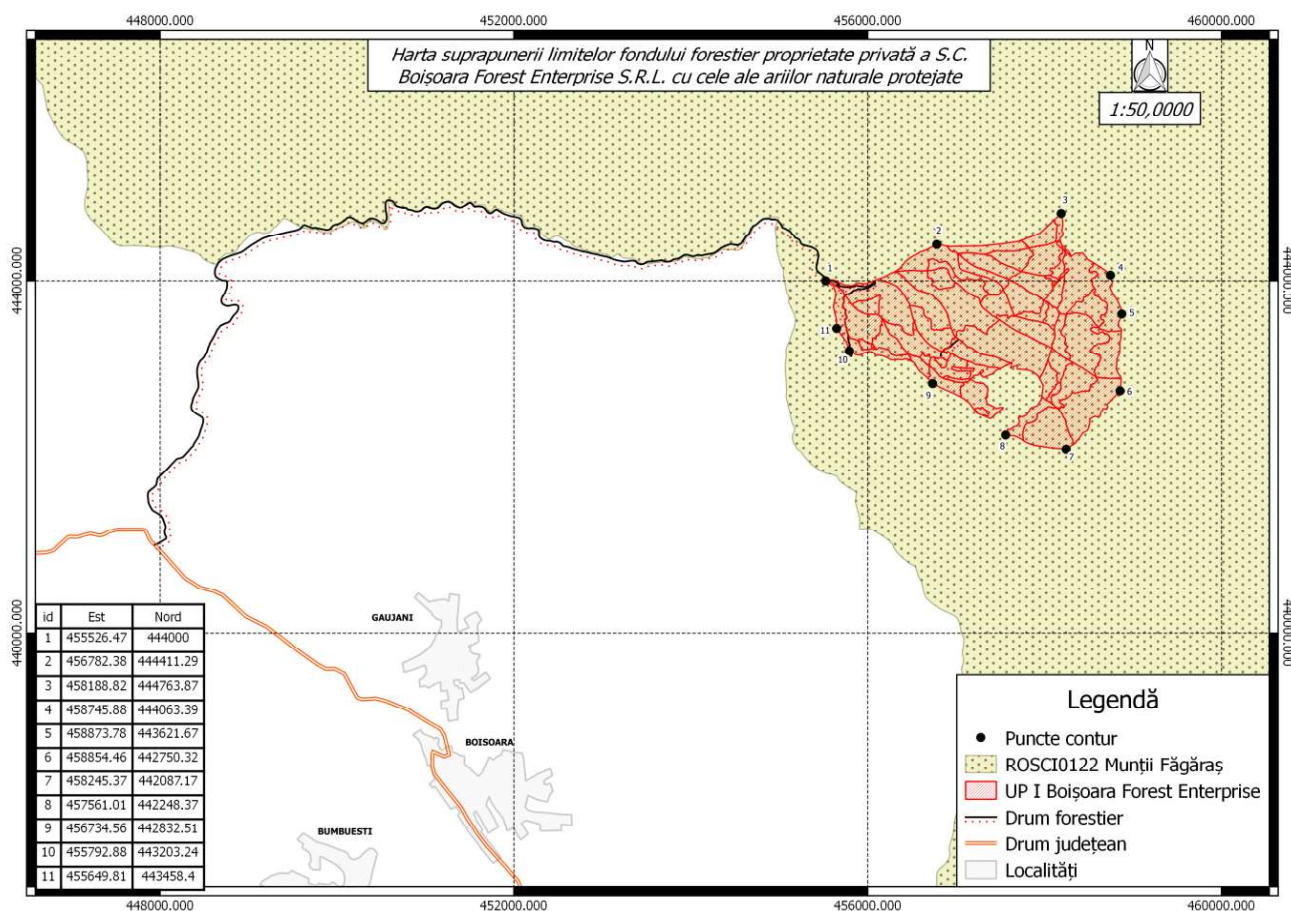 448000.000 452000.000 456000.000 460000.000
Harta suprapunerii limitelor fondului forestier proprietate privată a S.C.
Boișoara Forest Enterprise S.R.L. cu cele ale ariilor naturale protejate
N
1:50,0000
444000.000
444000.000
3
2
4
1
5
11
10
6
9
8
7
440000.000
440000.000
GAUJANI
BOISOARA
BUMBUESTI
id Est Nord
1 455526.47 444000
2 456782.38 444411.29
3 458188.82 444763.87
4 458745.88 444063.39
5 458873.78 443621.67
6 458854.46 442750.32
7 458245.37 442087.17
8 457561.01 442248.37
9 456734.56 442832.51
10 455792.88 443203.24
11 455649.81 443458.4
Legendă
Puncte contur
ROSCI0122 Munții Făgăraș
UP I Boișoara Forest Enterprise
Drum forestier
Drum județean
Localități
448000.000 452000.000 456000.000 460000.000